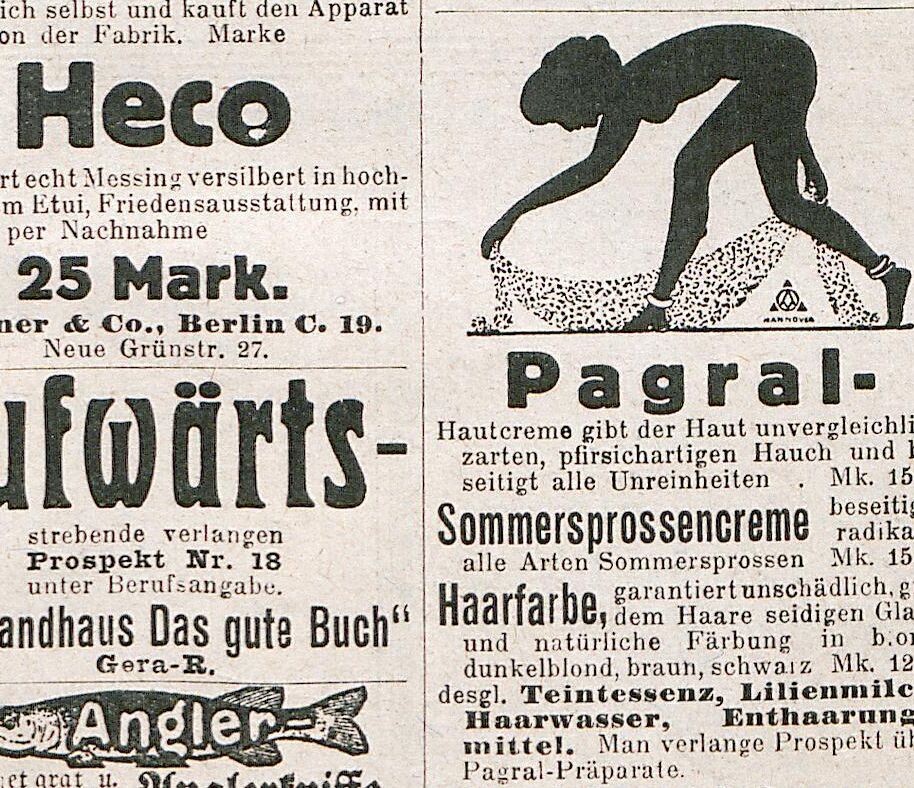 ich selbst und kauft den Apparat
on der Fabrik. Marke
Heco
rt echt Messing versilbert in hoch-
m Etui, Friedensausstattung, mit
per Nachnahme
25 Mark.
ner & Co., Berlin C. 19.
Neue Grünstr. 27.
ufwärts-
strebende verlangen
Prospekt Nr. 18
unter Berufsangabe.
andhaus Das gute Buch“
Gera-R.
Angler-
u.
HANNOVER
Pagral-
Hautcreme gibt der Haut unvergleichli
zarten, pfirsichartigen Hauch und
seitigt alle Unreinheiten . Mk. 15
Sommersprossencreme beseitig
radika
alle Arten Sommersprossen Mk. 15
Haarfarbe, garantiert unschädlich, g
dem Haare seidigen Gla
und natürliche Färbung in blon
dunkelblond, braun, schwarz Mk. 12
desgl. Teintessenz, Lilienmilc
Haarwasser, Enthaarung
mittel. Man verlange Prospekt üb
Pagral-Präparate.